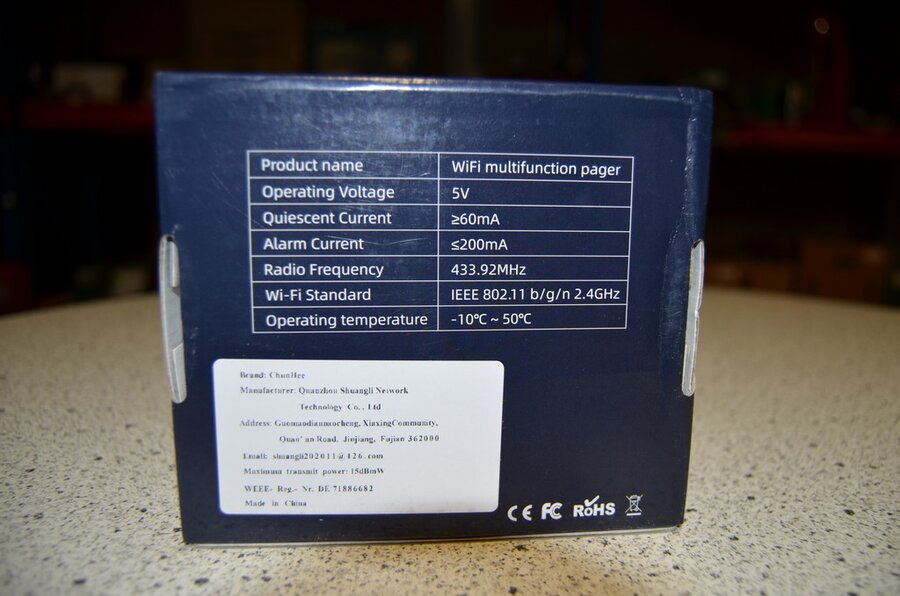 Product name WiFi multifunction pager
Operating Voltage 5V
Quiescent Current ≥60mA
Alarm Current ≤200mA
Radio Frequency 433.92MHz
Wi-Fi Standard IEEE 802.11 b/g/n 2.4GHz
Operating temperature -10℃ ~ 50℃
Brand: ChunHee
Manufacturer: Quanzhou Shuangli Network
Technology Co., Ltd
Address: Guomaodianmaocheng, XiaxingCommunity,
Quan'an Road, Jinjiang, Fujian 362000
Email: shuangli202011@126.com
Maximum transmit power: 15dBmW
WEEE- Reg.- Nr. DE 71886682
Made in China
CE FC RoHS